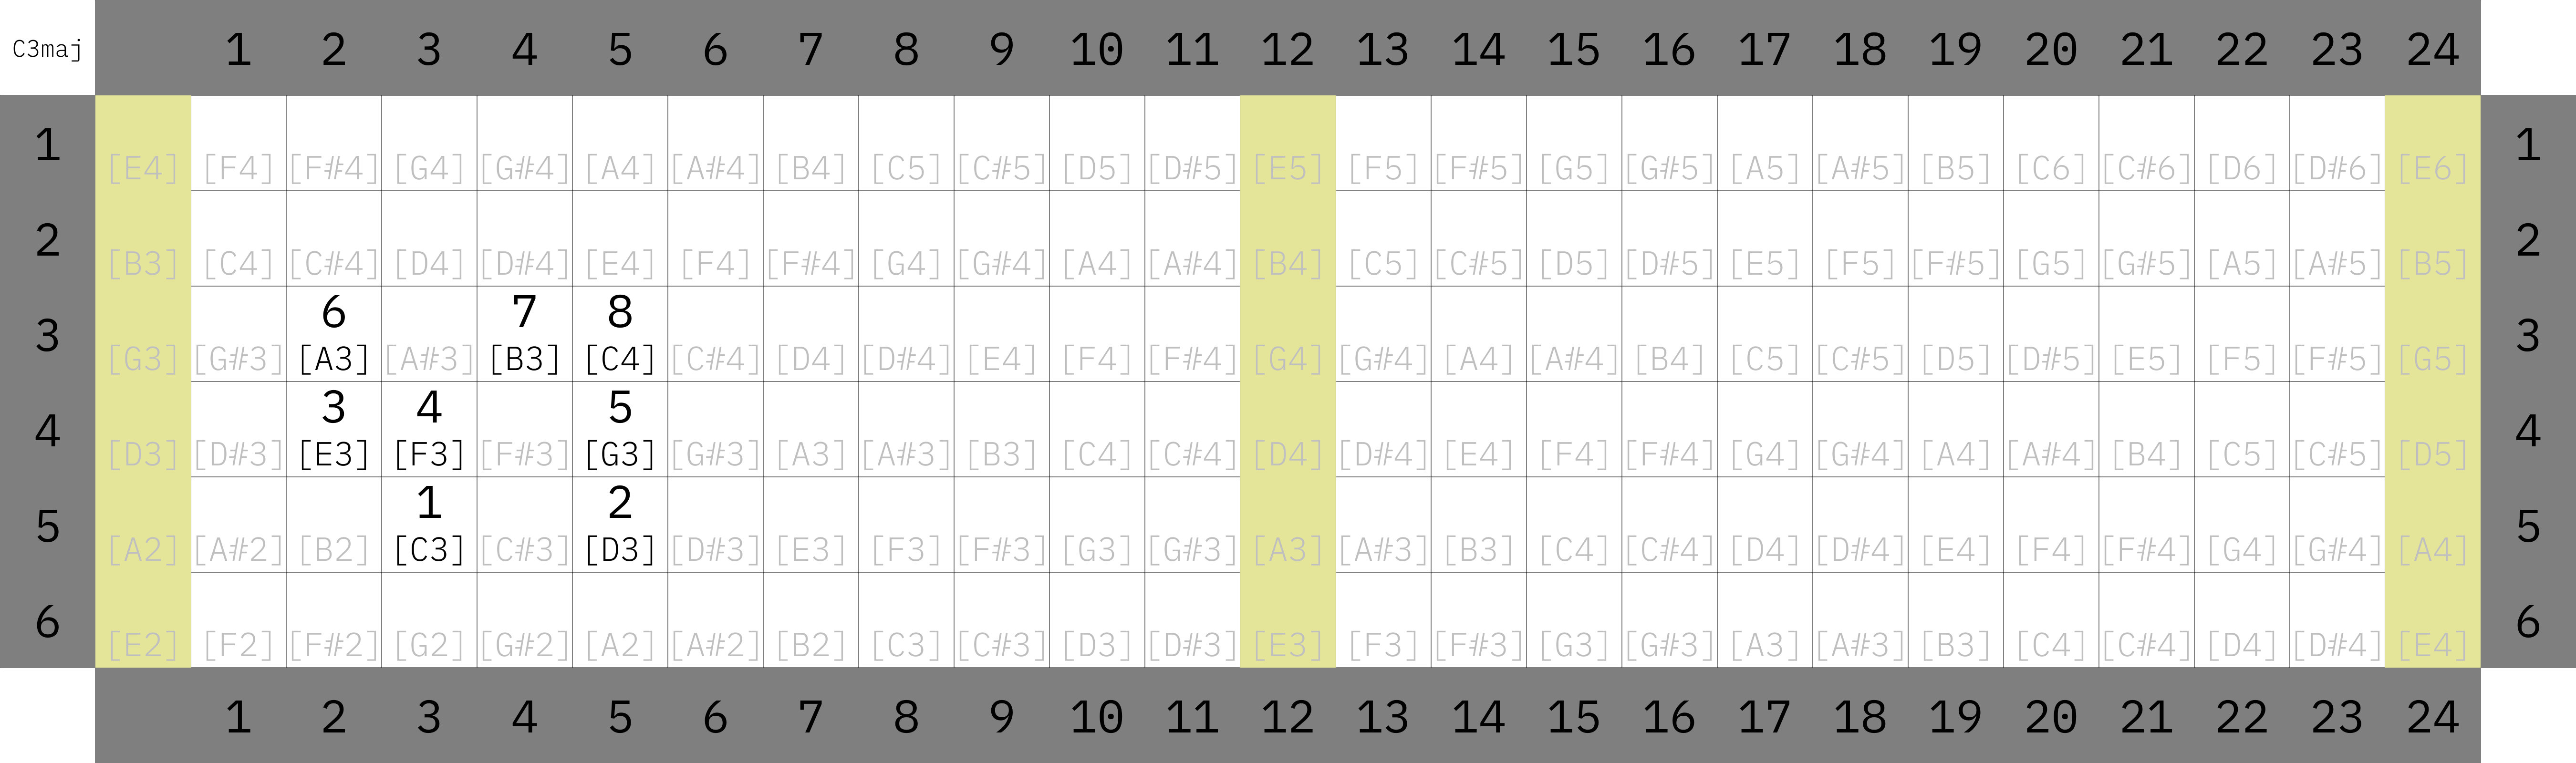 C3maj 1 2 3 4 5 6 7 8 9 10 11 12 13 14 15 16 17 18 19 20 21 22 23 24
1 [E4] [F4] [F#4] [G4] [G#4] [A4] [A#4] [B4] [C5] [C#5] [D5] [D#5] [E5] [F5] [F#5] [G5] [G#5] [A5] [A#5] [B5] [C6] [C#6] [D6] [D#6] [E6] 1
2 [B3] [C4] [C#4] [D4] [D#4] [E4] [F4] [F#4] [G4] [G#4] [A4] [A#4] [B4] [C5] [C#5] [D5] [D#5] [E5] [F5] [F#5] [G5] [G#5] [A5] [A#5] [B5] 2
6 7 8
3 [G3] [G#3] [A3] [A#3] [B3] [C4] [C#4] [D4] [D#4] [E4] [F4] [F#4] [G4] [G#4] [A4] [A#4] [B4] [C5] [C#5] [D5] [D#5] [E5] [F5] [F#5] [G5] 3
3 4 5
4 [D3] [D#3] [E3] [F3] [F#3] [G3] [G#3] [A3] [A#3] [B3] [C4] [C#4] [D4] [D#4] [E4] [F4] [F#4] [G4] [G#4] [A4] [A#4] [B4] [C5] [C#5] [D5] 4
1 2
5 [A2] [A#2] [B2] [C3] [C#3] [D3] [D#3] [E3] [F3] [F#3] [G3] [G#3] [A3] [A#3] [B3] [C4] [C#4] [D4] [D#4] [E4] [F4] [F#4] [G4] [G#4] [A4] 5
6 [E2] [F2] [F#2] [G2] [G#2] [A2] [A#2] [B2] [C3] [C#3] [D3] [D#3] [E3] [F3] [F#3] [G3] [G#3] [A3] [A#3] [B3] [C4] [C#4] [D4] [D#4] [E4] 6
1 2 3 4 5 6 7 8 9 10 11 12 13 14 15 16 17 18 19 20 21 22 23 24